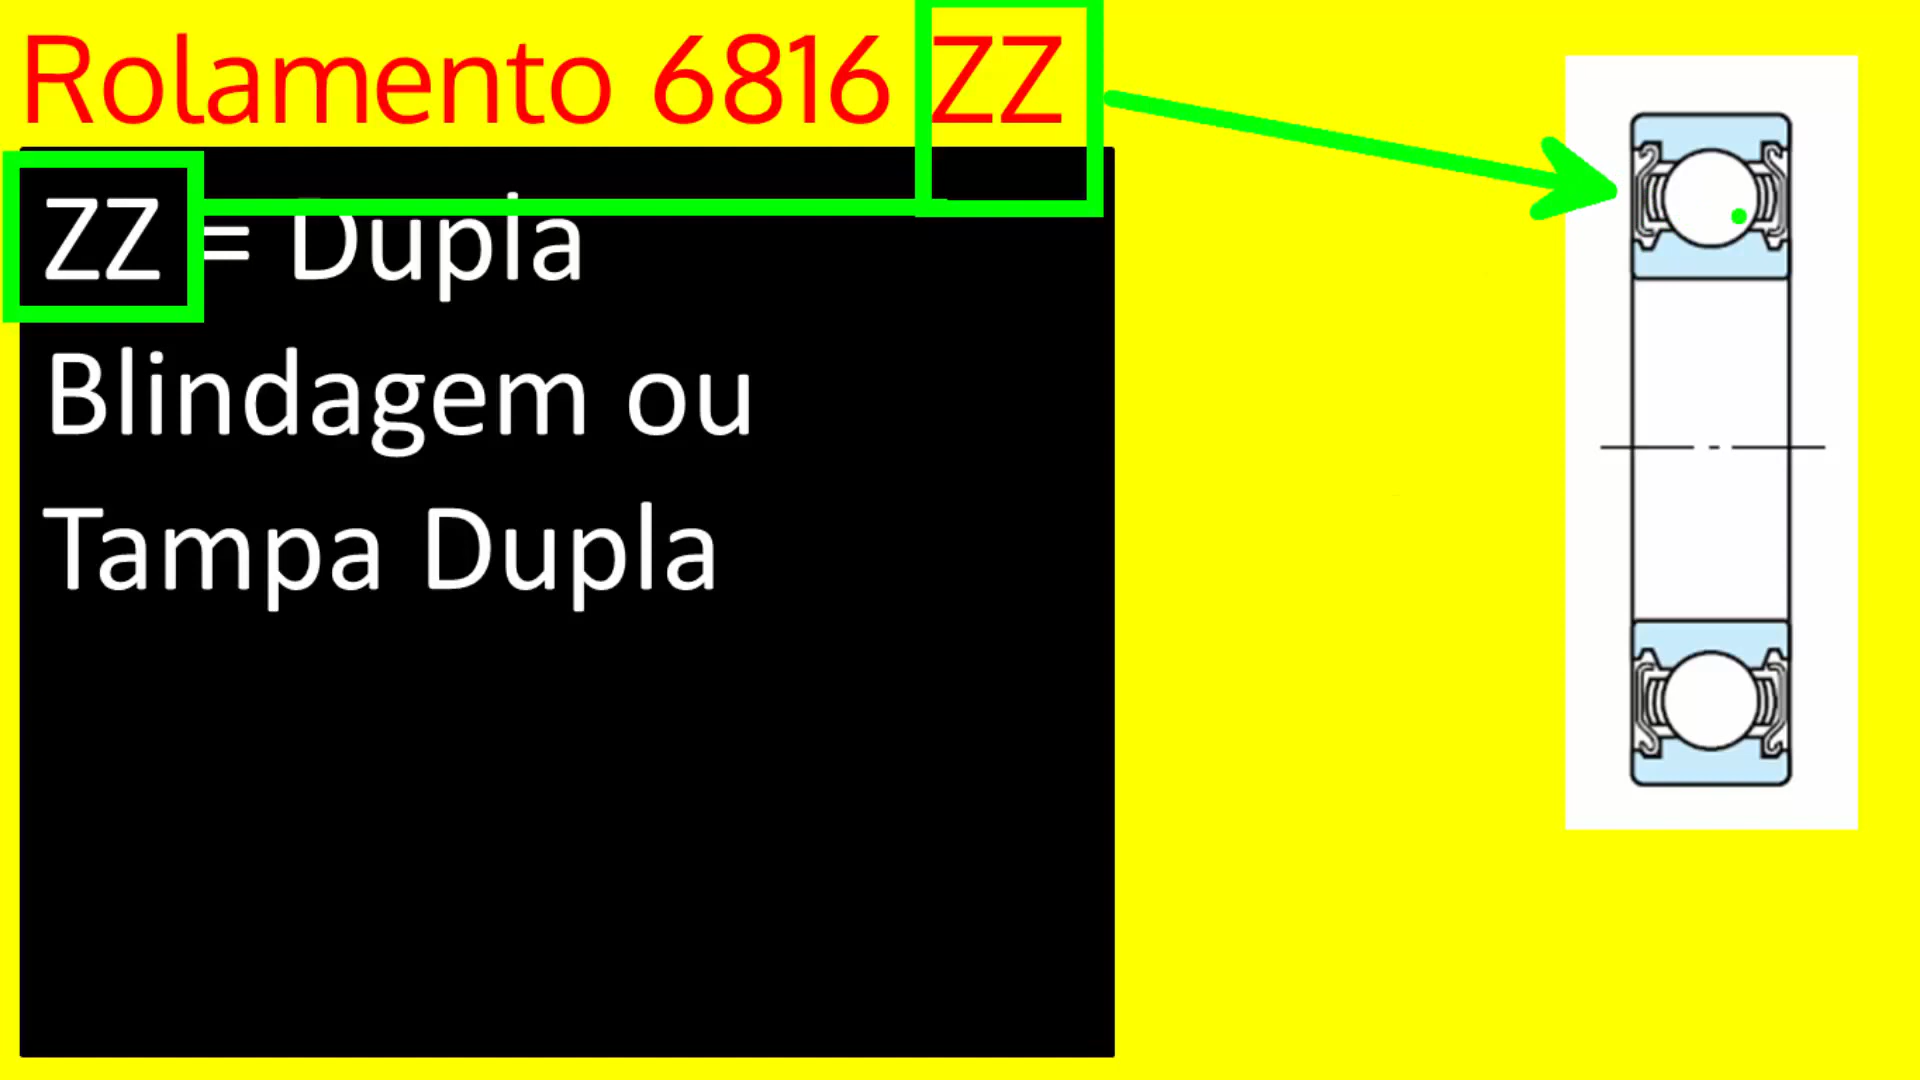 Rolamento 6816 ZZ
ZZ = Dupla
Blindagem ou
Tampa Dupla